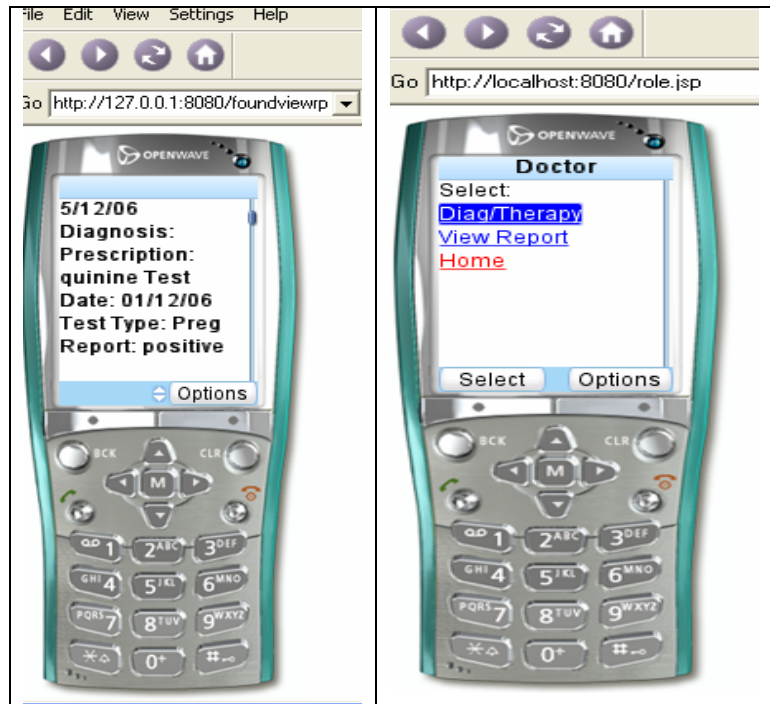 File Edit View Settings Help
Go http://127.0.0.1:8080/foundviewrp
OPENWAVE
5/12/06
Diagnosis:
Prescription:
quinine Test
Date: 01/12/06
Test Type: Preg
Report: positive
Options
BCK CLR
M
1 2ABC 3DEF
GHI4 5JKL 6MNO
PQRS7 8TUV 9WXYZ
0+ #
Go http://localhost:8080/role.jsp
OPENWAVE
Doctor
Select:
Diag/Therapy
View Report
Home
Select Options
BCK CLR
M
1 2ABC 3DEF
GHI4 5JKL 6MNO
PQRS7 8TUV 9WXYZ
0+ #